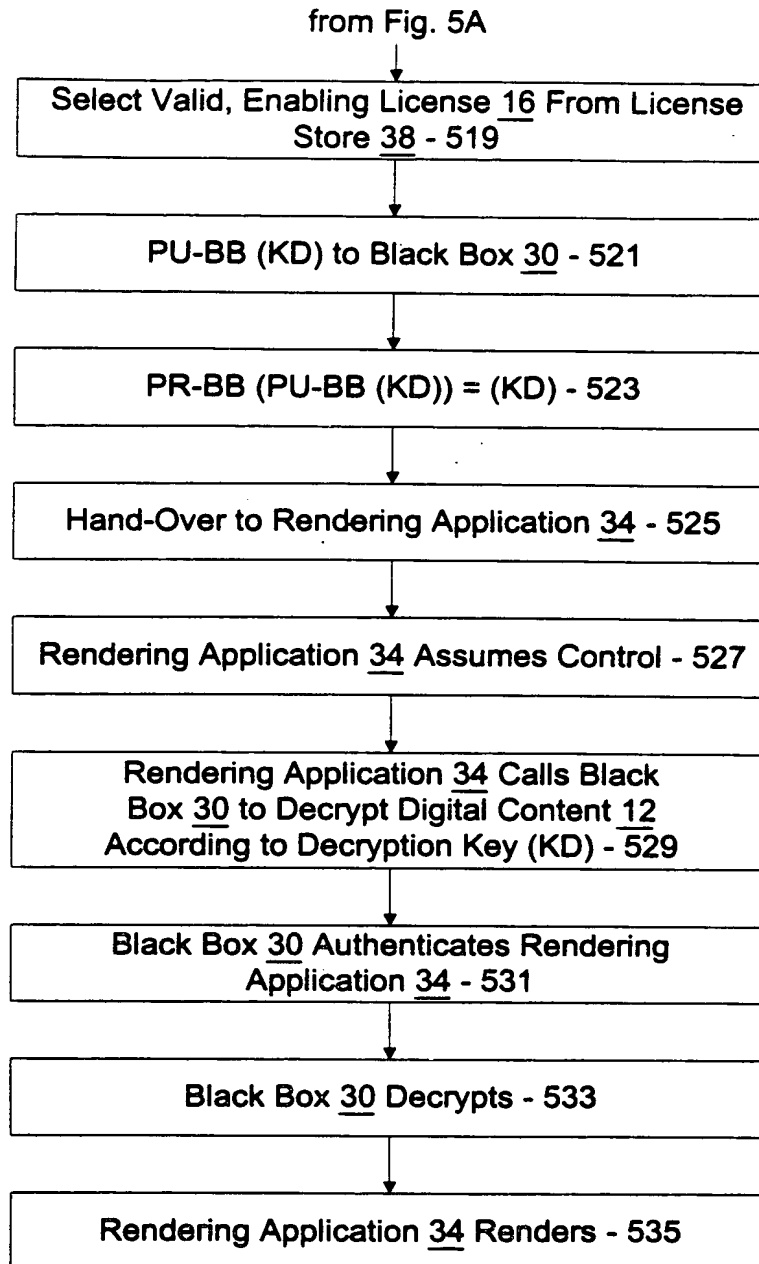 from Fig. 5A
Select Valid, Enabling License 16 From License
Store 38 - 519
PU-BB (KD) to Black Box 30 - 521
PR-BB (PU-BB (KD)) = (KD) - 523
Hand-Over to Rendering Application 34 - 525
Rendering Application 34 Assumes Control - 527
Rendering Application 34 Calls Black
Box 30 to Decrypt Digital Content 12
According to Decryption Key (KD) - 529
Black Box 30 Authenticates Rendering
Application 34 - 531
Black Box 30 Decrypts - 533
Rendering Application 34 Renders - 535